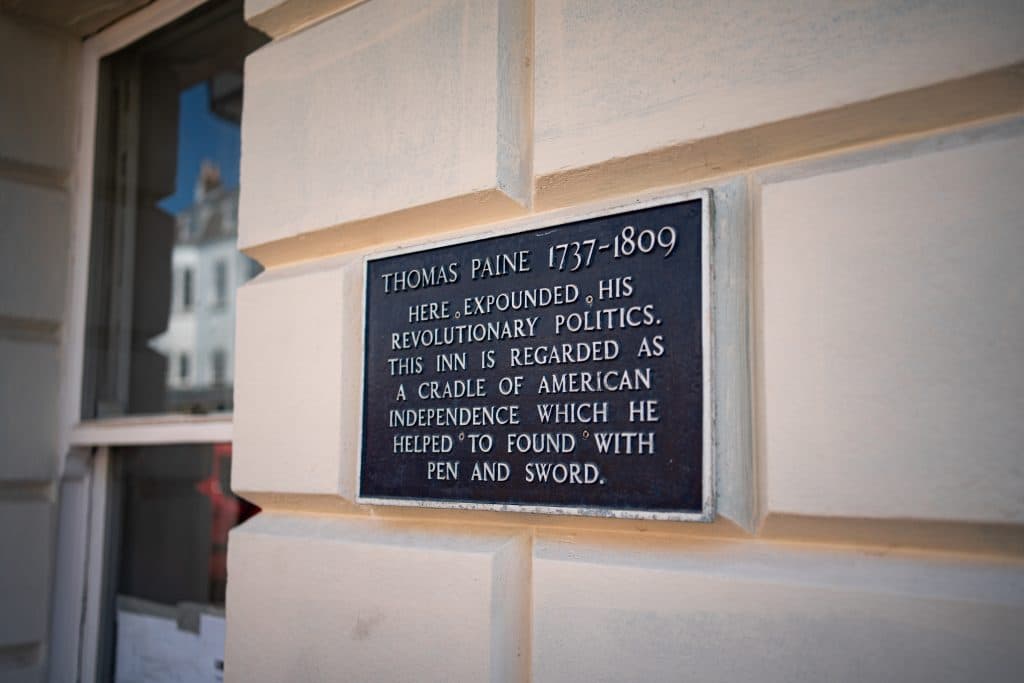 THOMAS PAINE 1737-1809
HERE EXPOUNDED HIS
REVOLUTIONARY POLITICS.
THIS INN IS REGARDED AS
A CRADLE OF AMERICAN
INDEPENDENCE WHICH HE
HELPED TO FOUND WITH
PEN AND SWORD.